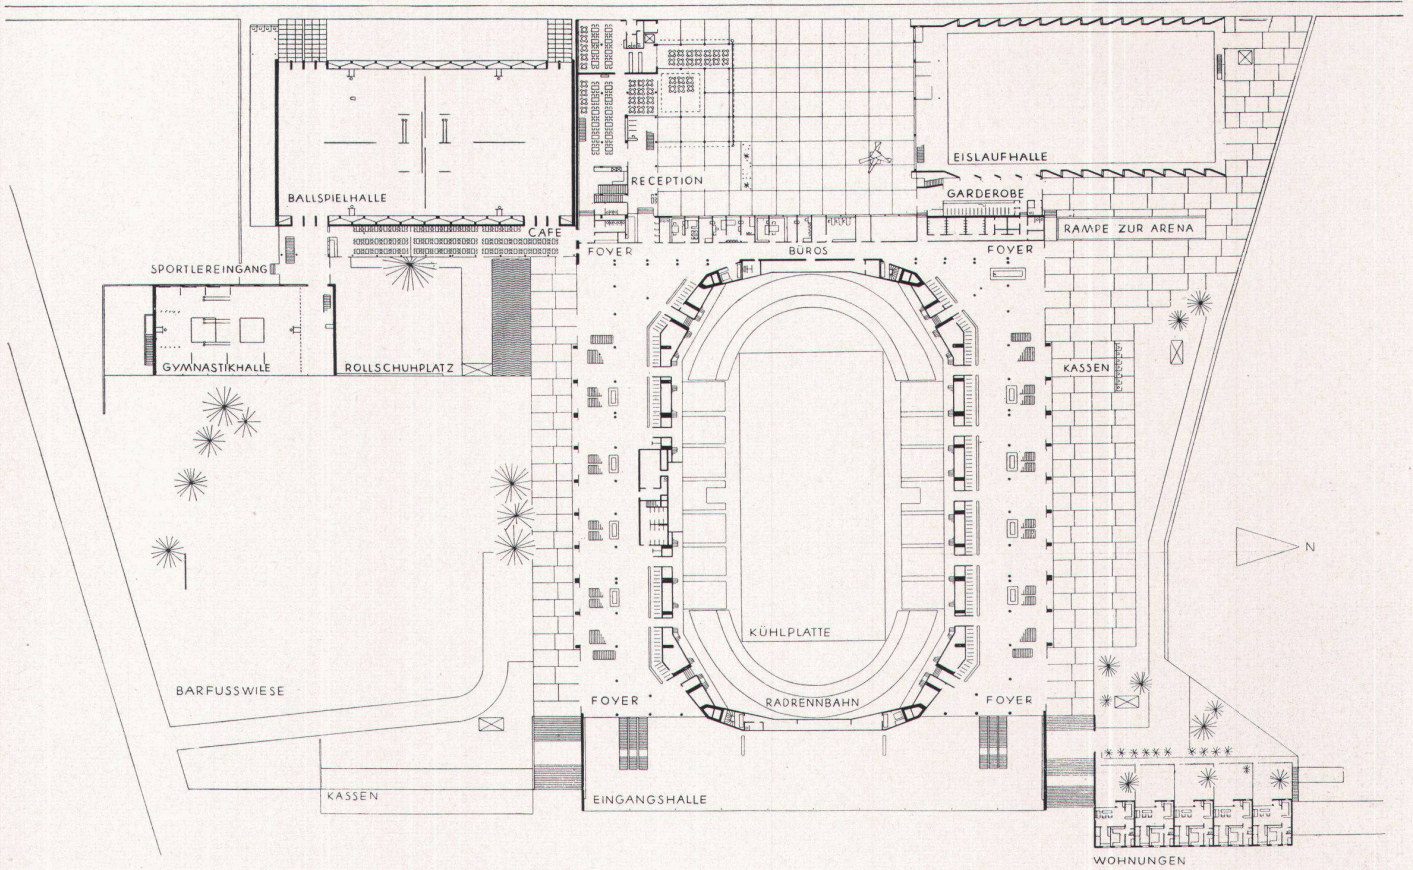 EISLAUFHALLE
RECEPTION
BALLSPIELHALLE
GARDEROBE
CAFÉ
RAMPE ZUR ARENA
FOYER
BÜROS
FOYER
SPORTLEREINGANG
GYMNASTIKHALLE
ROLLSCHUHPLATZ
KASSEN
N
KÜHLPLATTE
BARFUSSWIESE
FOYER
RADRENNBAHN
FOYER
KASSEN
EINGANGSHALLE
WOHNUNGEN